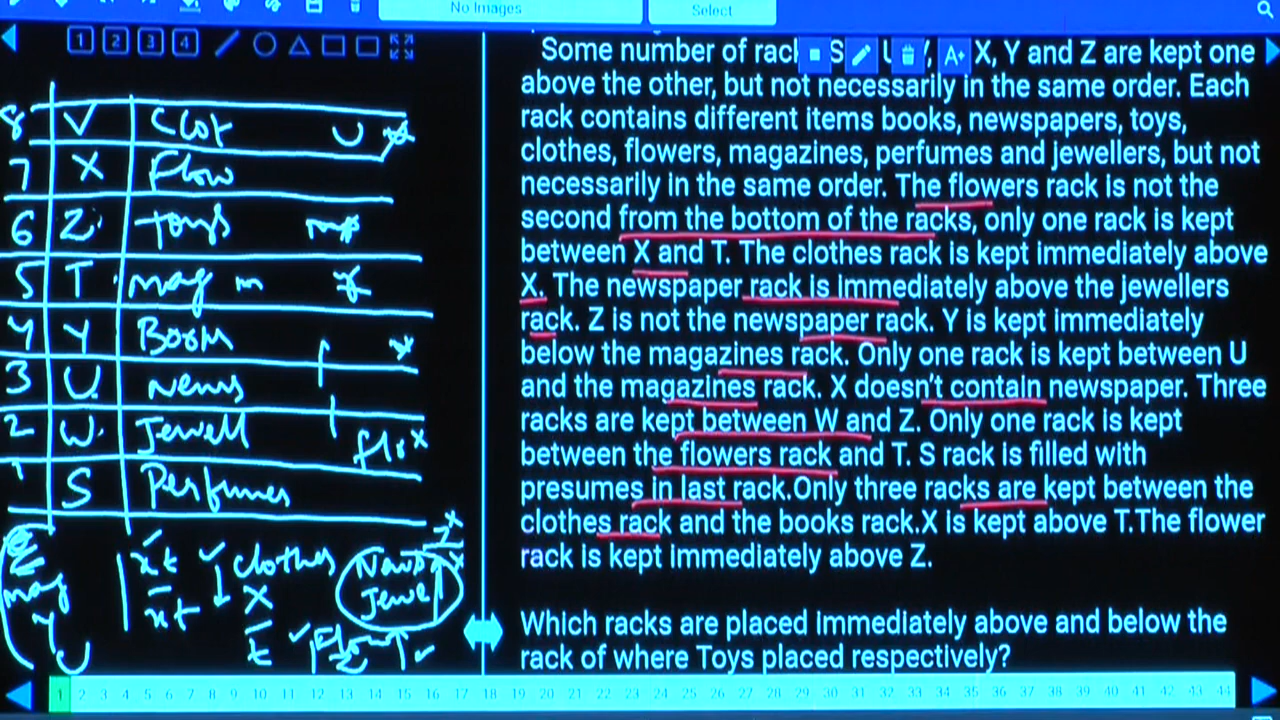 No Images
Select
1 2 3 4
8 V Clot U
7 X Flow
6 Z Toys
5 T mag m
4 Y Book
3 U News
2 W Jewell
1 S Perfumes
clothes
X
t
News
Jewel
mag
Y
U
Some number of rack S U V, X, Y and Z are kept one
above the other, but not necessarily in the same order. Each
rack contains different items books, newspapers, toys,
clothes, flowers, magazines, perfumes and jewellers, but not
necessarily in the same order. The flowers rack is not the
second from the bottom of the racks, only one rack is kept
between X and T. The clothes rack is kept immediately above
X. The newspaper rack is immediately above the jewellers
rack. Z is not the newspaper rack. Y is kept immediately
below the magazines rack. Only one rack is kept between U
and the magazines rack. X doesn't contain newspaper. Three
racks are kept between W and Z. Only one rack is kept
between the flowers rack and T. S rack is filled with
presumes in last rack.Only three racks are kept between the
clothes rack and the books rack.X is kept above T.The flower
rack is kept immediately above Z.
Which racks are placed immediately above and below the
rack of where Toys placed respectively?
1 2 3 4 5 6 7 8 9 10 11 12 13 14 15 16 17 18 19 20 21 22 23 24 25 26 27 28 29 30 31 32 33 34 35 36 37 38 39 40 41 42 43 44